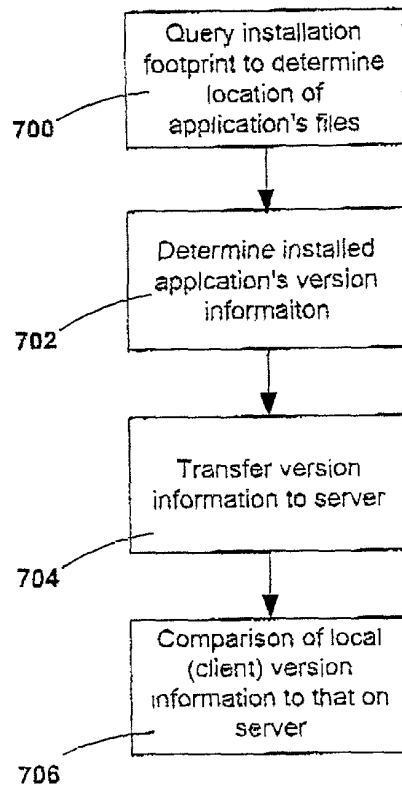 Query installation
footprint to determine
location of
application's files
700
Determine installed
applcation's version
informaiton
702
Transfer version
information to server
704
Comparison of local
(client) version
information to that on
server
706